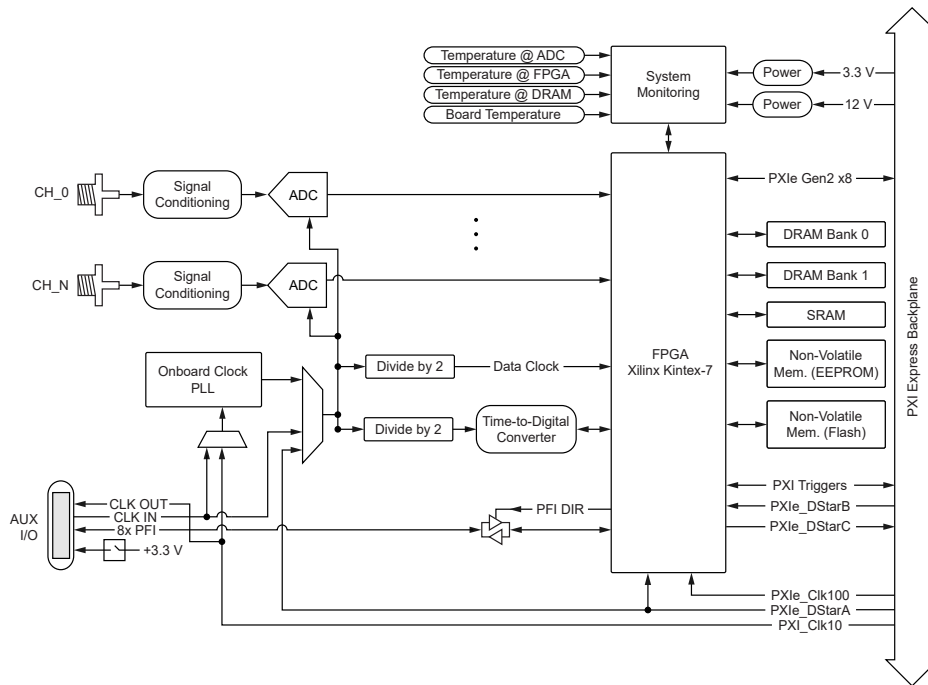 Temperature @ ADC
Temperature @ FPGA
Temperature @ DRAM
Board Temperature
System
Monitoring
Power
3.3 V
Power
12 V
CH_0
Signal
Conditioning
ADC
PXIe Gen2 x8
DRAM Bank 0
CH_N
Signal
Conditioning
ADC
DRAM Bank 1
SRAM
FPGA
Xilinx Kintex-7
PXI Express Backplane
Onboard Clock
PLL
Divide by 2
Data Clock
Non-Volatile
Mem. (EEPROM)
Divide by 2
Time-to-Digital
Converter
Non-Volatile
Mem. (Flash)
AUX
I/O
CLK OUT
CLK IN
8x PFI
+3.3 V
PFI DIR
PXI Triggers
PXIe_DStarB
PXIe_DStarC
PXIe_Clk100
PXIe_DStarA
PXI_Clk10